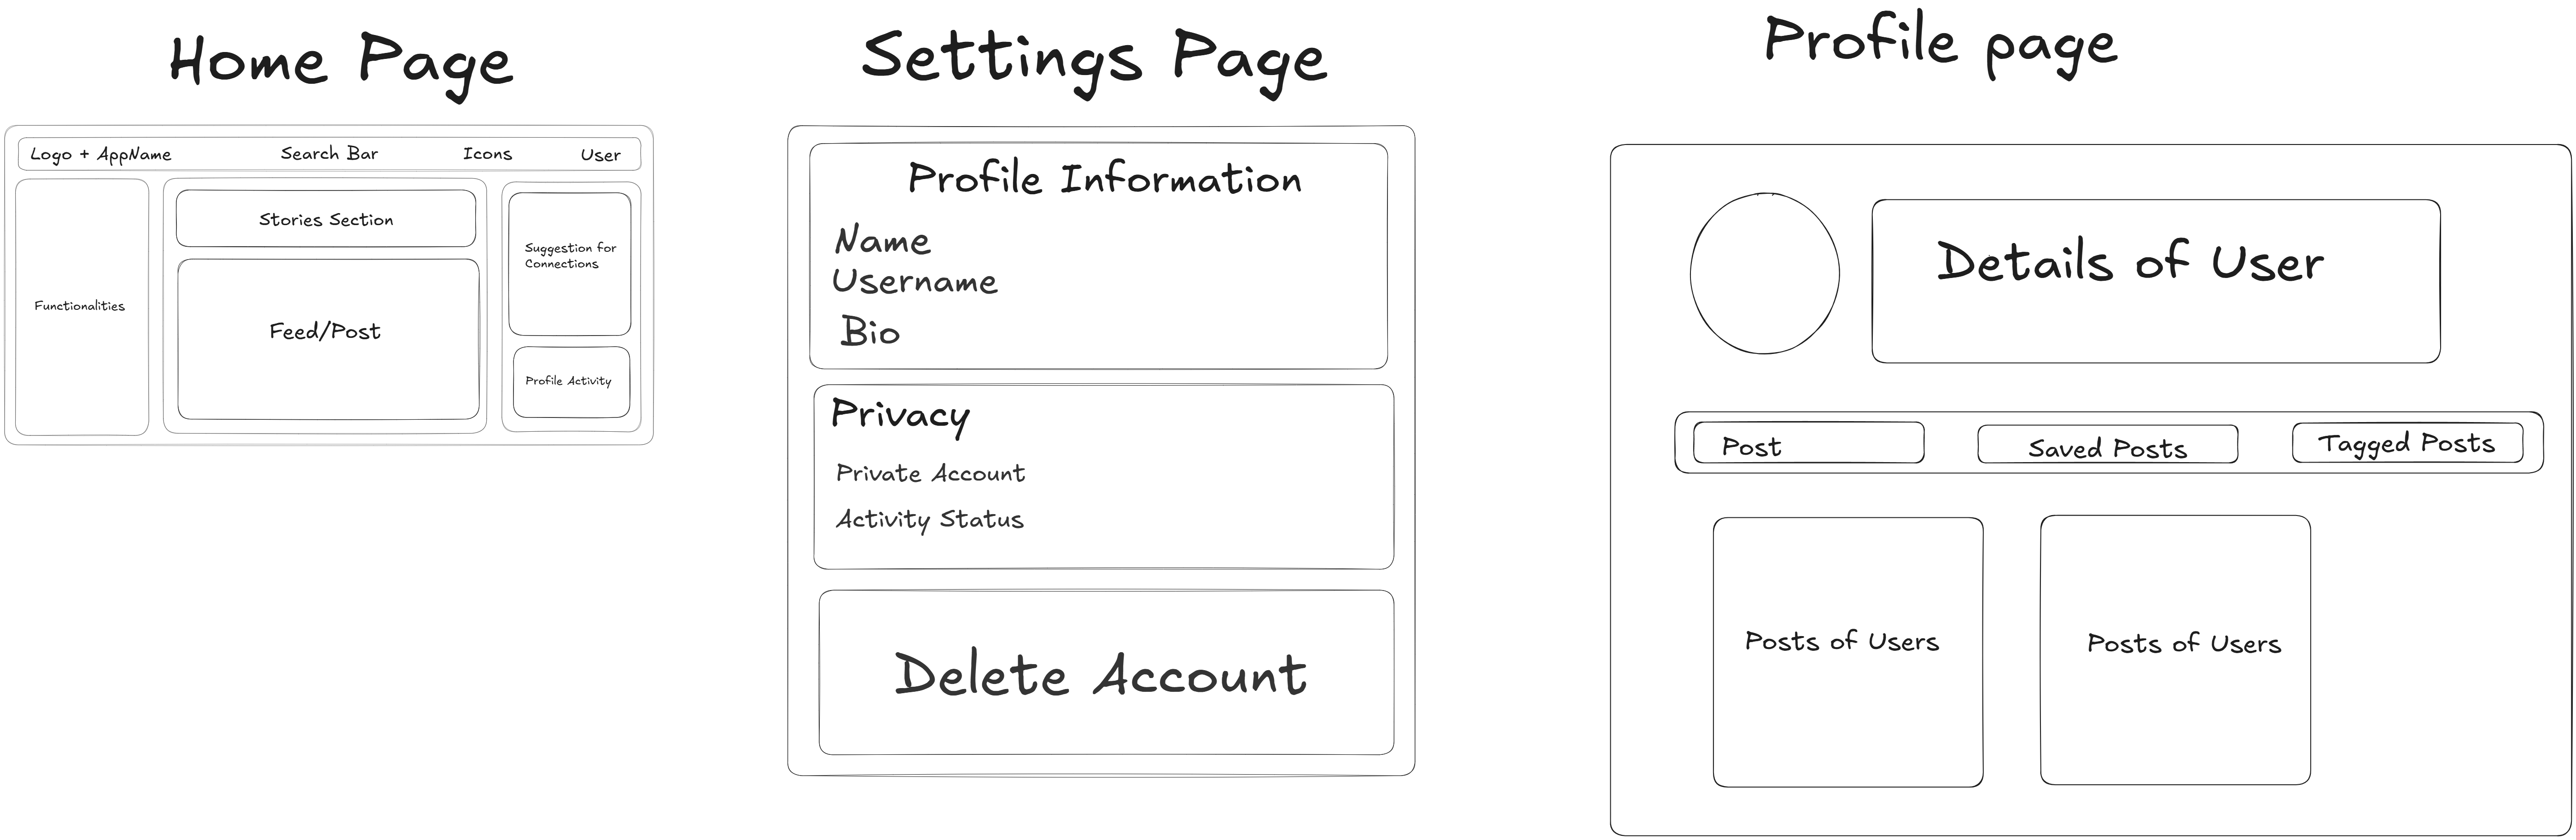 Home Page
Logo + AppName
Search Bar
Icons
User
Functionalities
Stories Section
Feed/Post
Suggestion for
Connections
Profile Activity
Settings Page
Profile Information
Name
Username
Bio
Privacy
Private Account
Activity Status
Delete Account
Profile page
Details of User
Post
Saved Posts
Tagged Posts
Posts of Users
Posts of Users